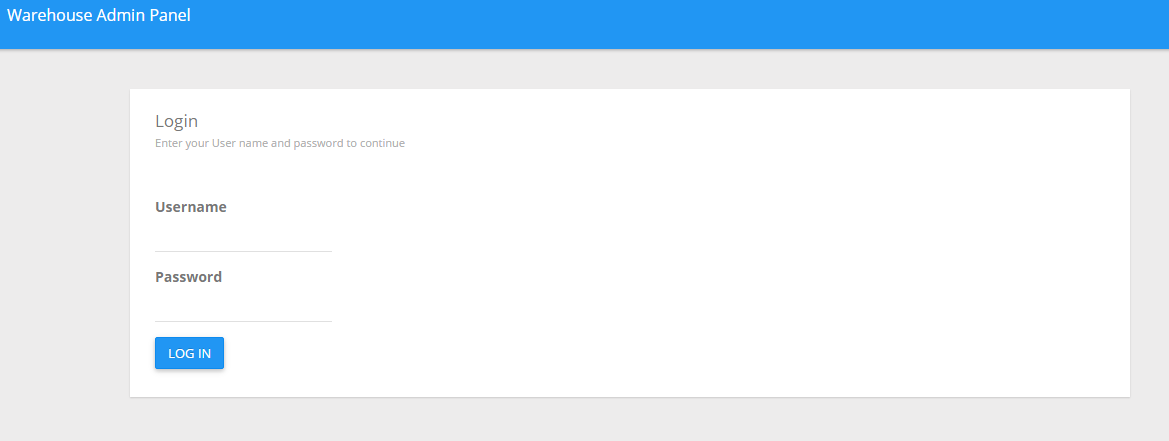 Warehouse Admin Panel
Login
Enter your User name and password to continue
Username
Password
LOG IN